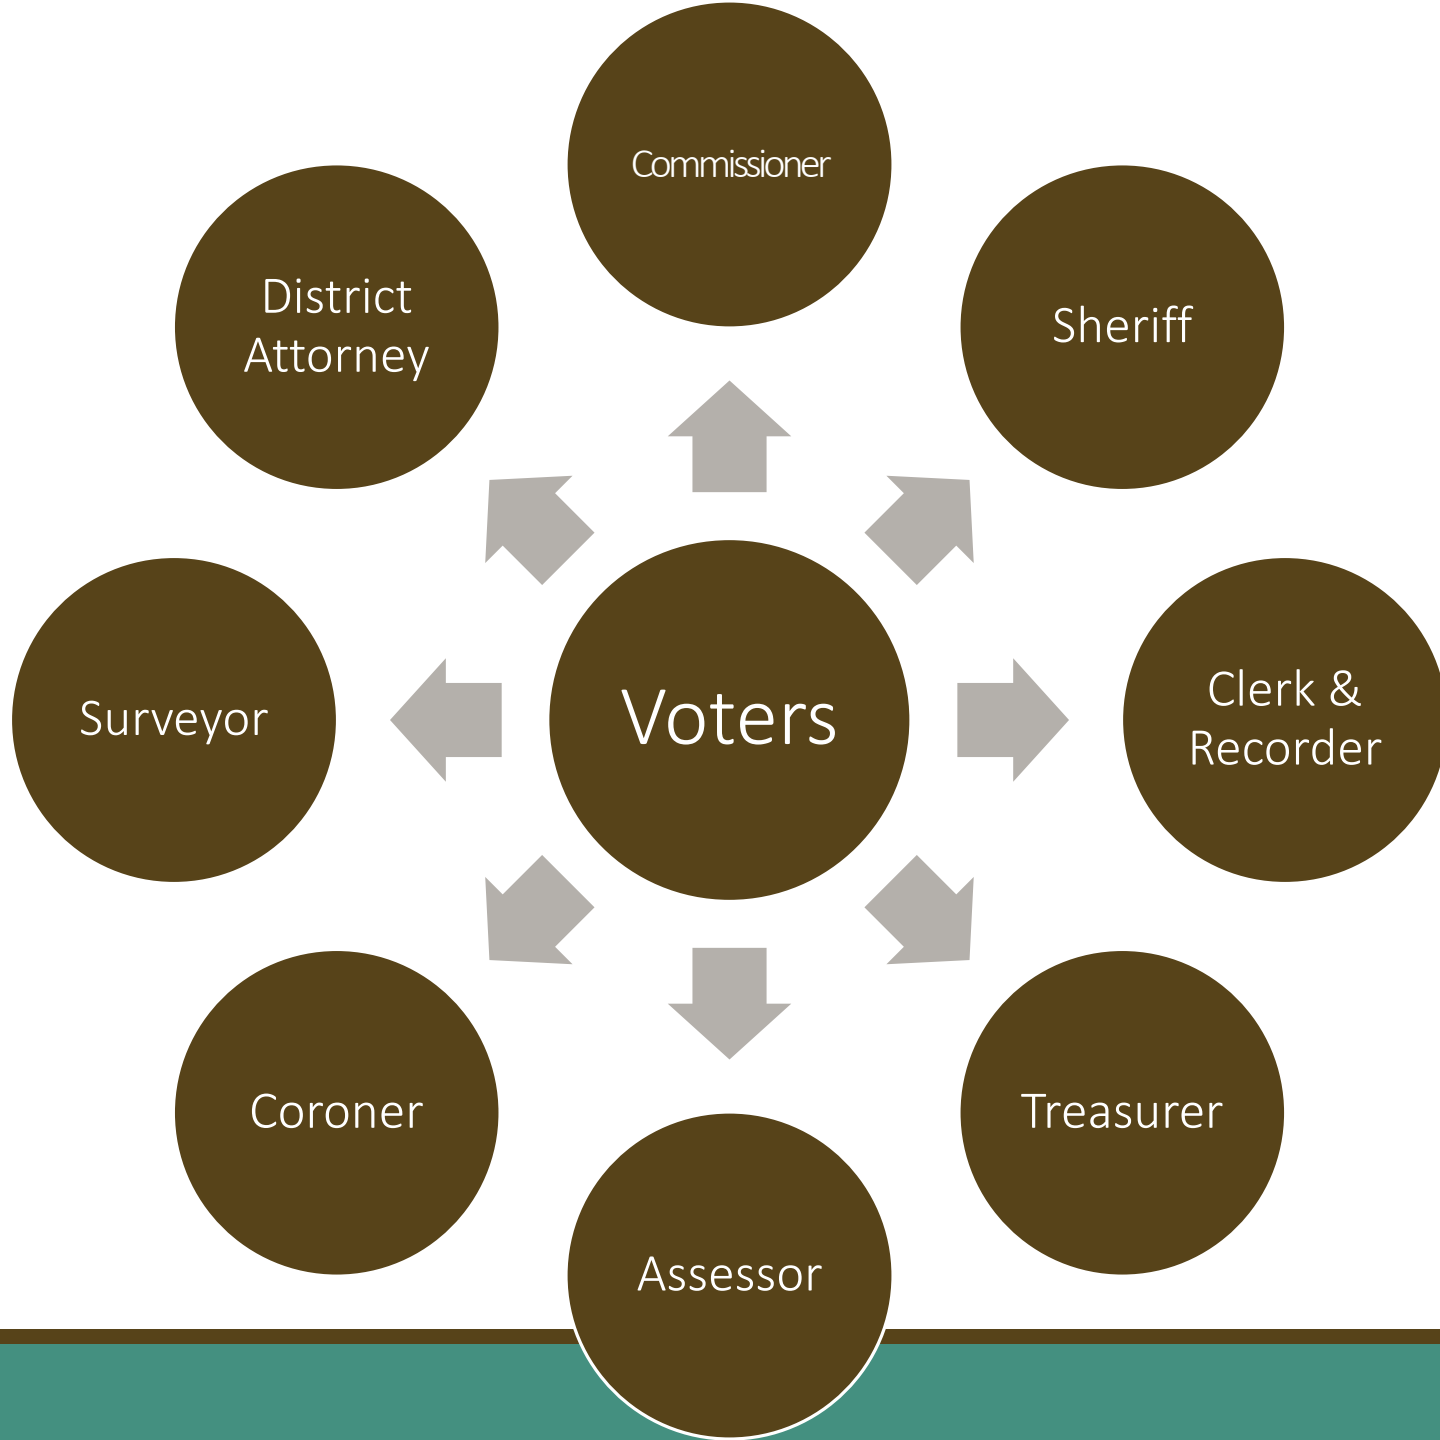 Commissioner
District
Attorney
Sheriff
Surveyor
Voters
Clerk &
Recorder
Coroner
Treasurer
Assessor